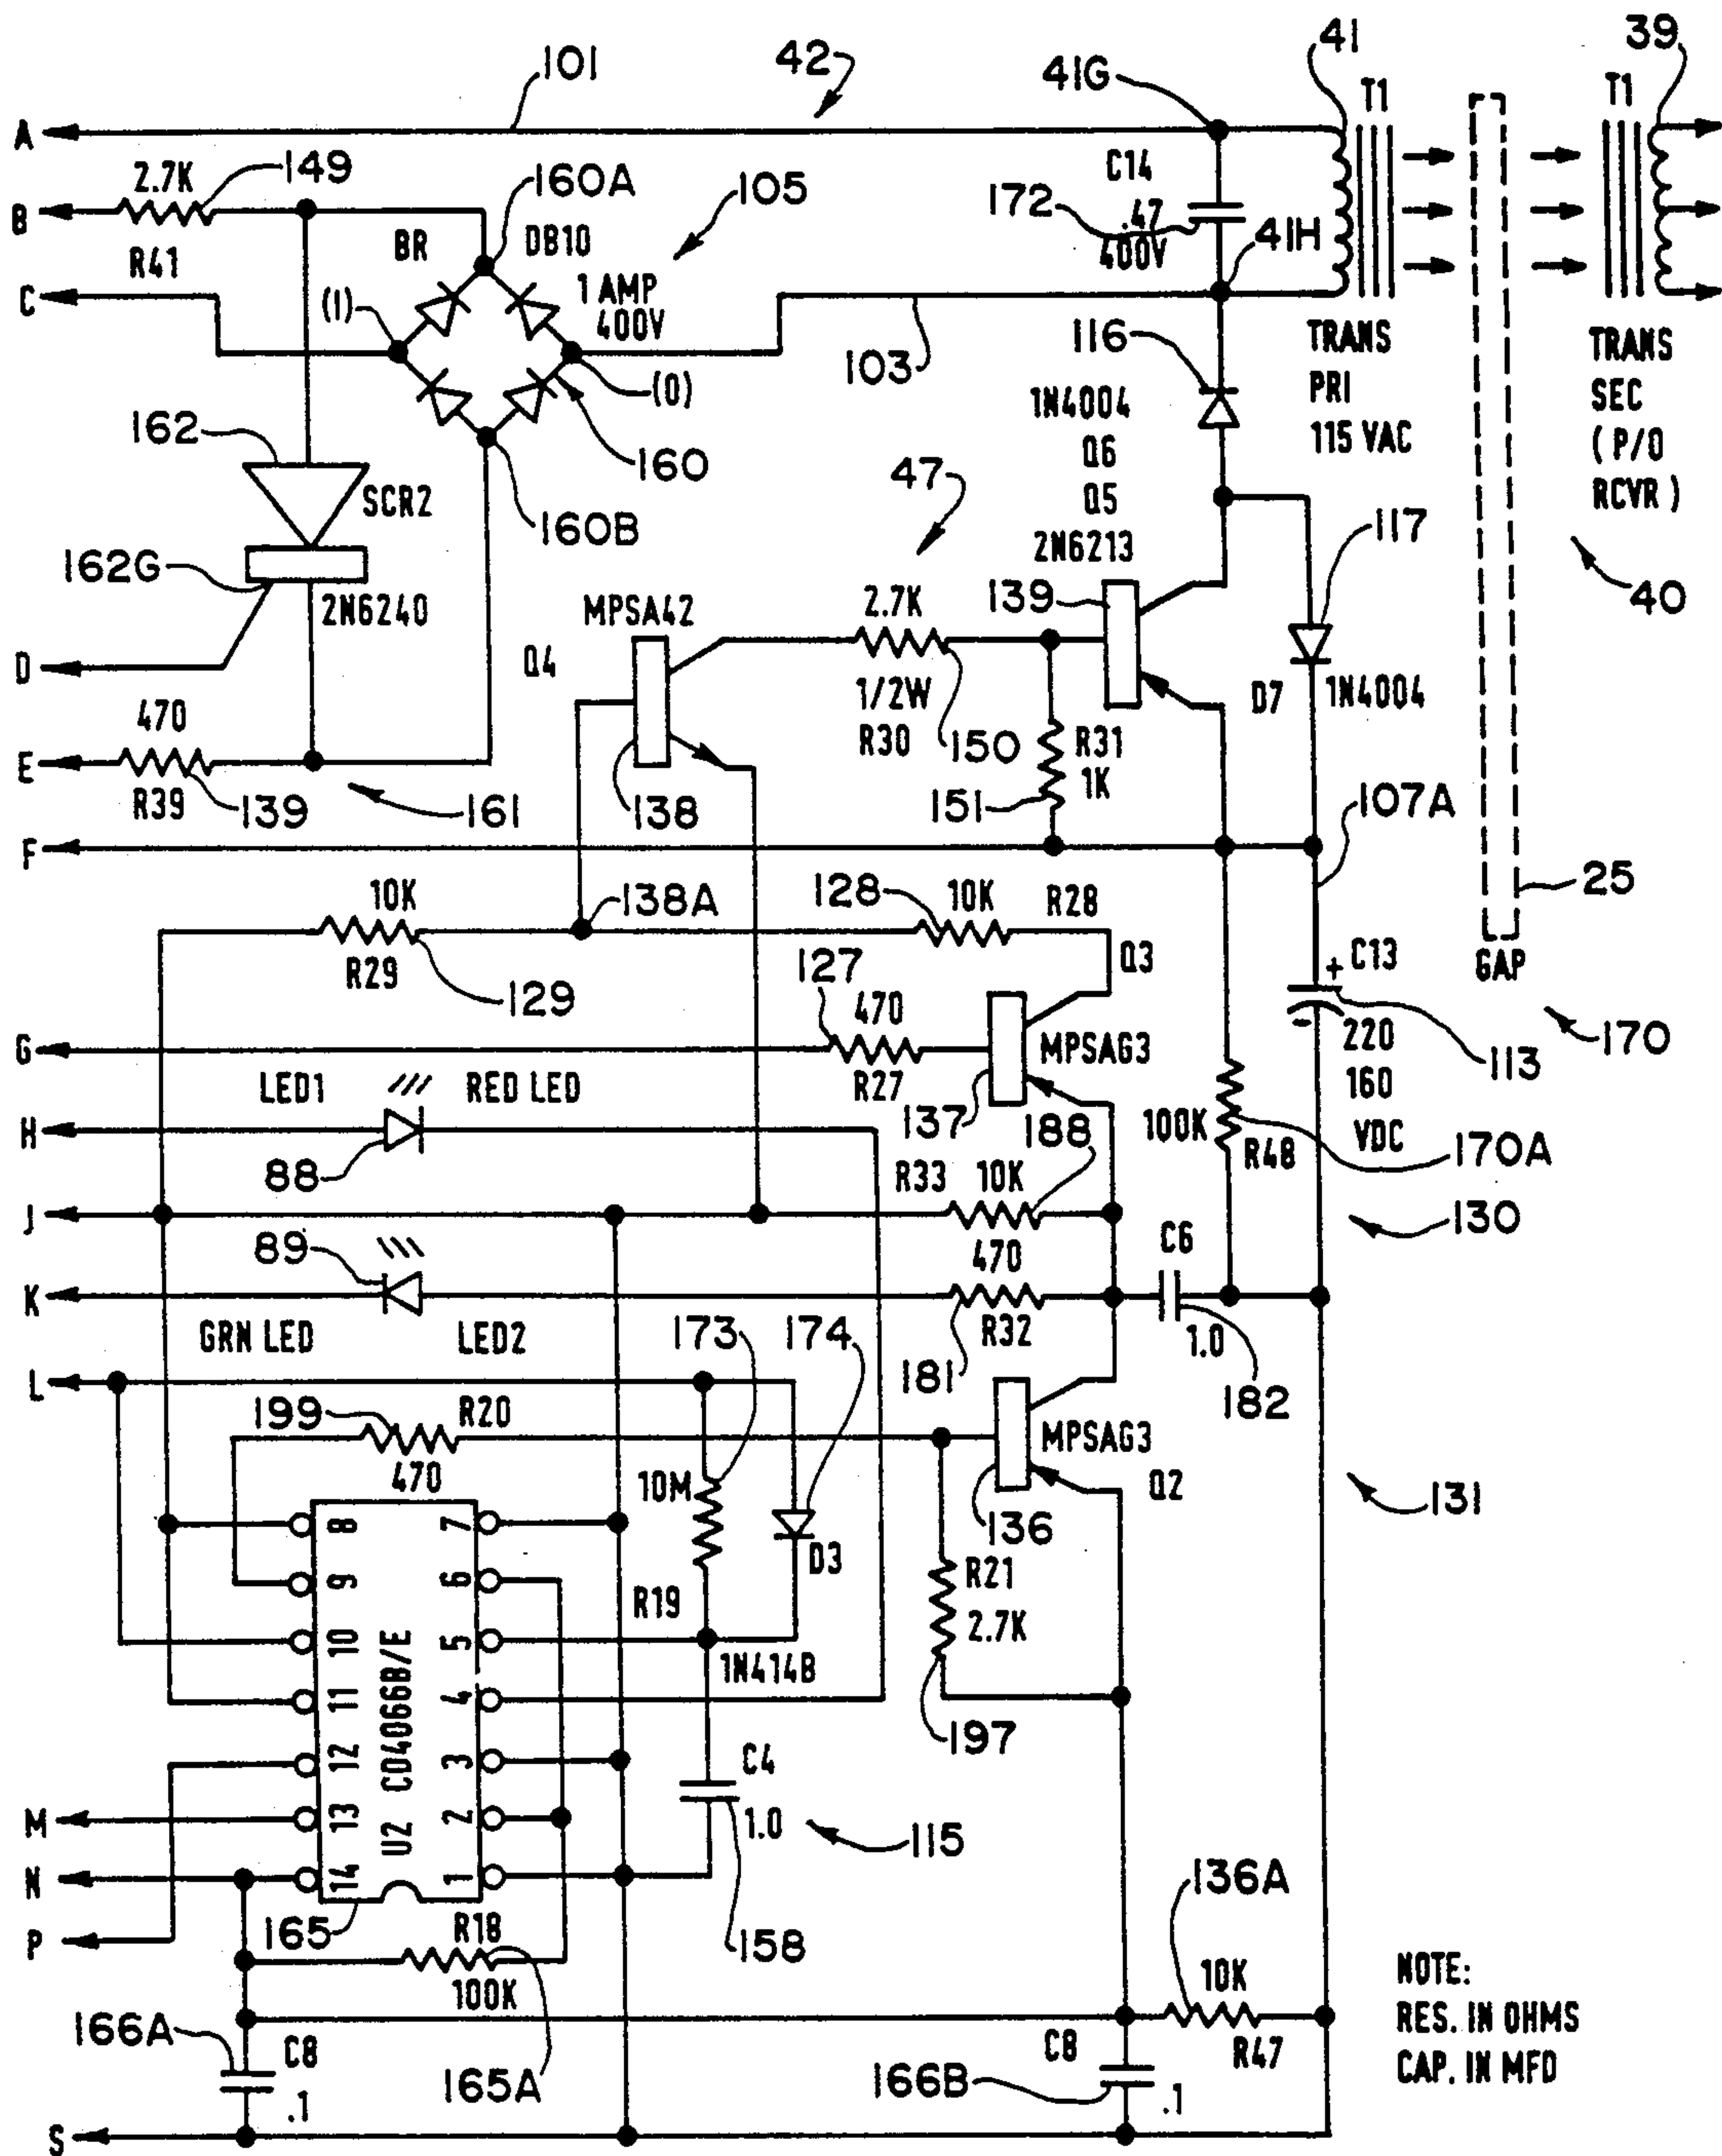 101
42
41G
41
39
T1
T1
A
2.7K
149
160A
105
C14
172
.47
400V
41H
B
R41
BR
DB10
1 AMP
400V
C
(1)
(0)
103
116
1N4004
Q6
Q5
2N6213
TRANS
PRI
115 VAC
TRANS
SEC
(P/O
RCVR)
162
SCR2
160
160B
47
117
162G
2N6240
MPSA42
2.7K
139
40
D
Q4
470
1/2W
R30
150
R31
1K
D7
1N4004
E
R39
139
161
138
151
107A
F
25
10K
138A
128
10K
R28
R29
129
127
Q3
+
C13
GAP
470
-
220
170
G
MPSAG3
113
160
LED1
RED LED
R27
137
188
100K
VDC
H
R48
170A
88
R33
10K
J
130
89
470
C6
K
GRN LED
LED2
173
174
R32
1.0
181
182
L
199
R20
MPSAG3
470
10M
136
Q2
131
8
7
D3
R21
9
6
R19
2.7K
10
5
1N414B
11
4
197
CD4066B/E
12
3
C4
M
13
U2
2
1.0
115
N
14
1
136A
P
165
R18
158
10K
NOTE:
RES. IN OHMS
CAP. IN MFD
100K
166A
C8
165A
C8
R47
.1
166B
.1
S